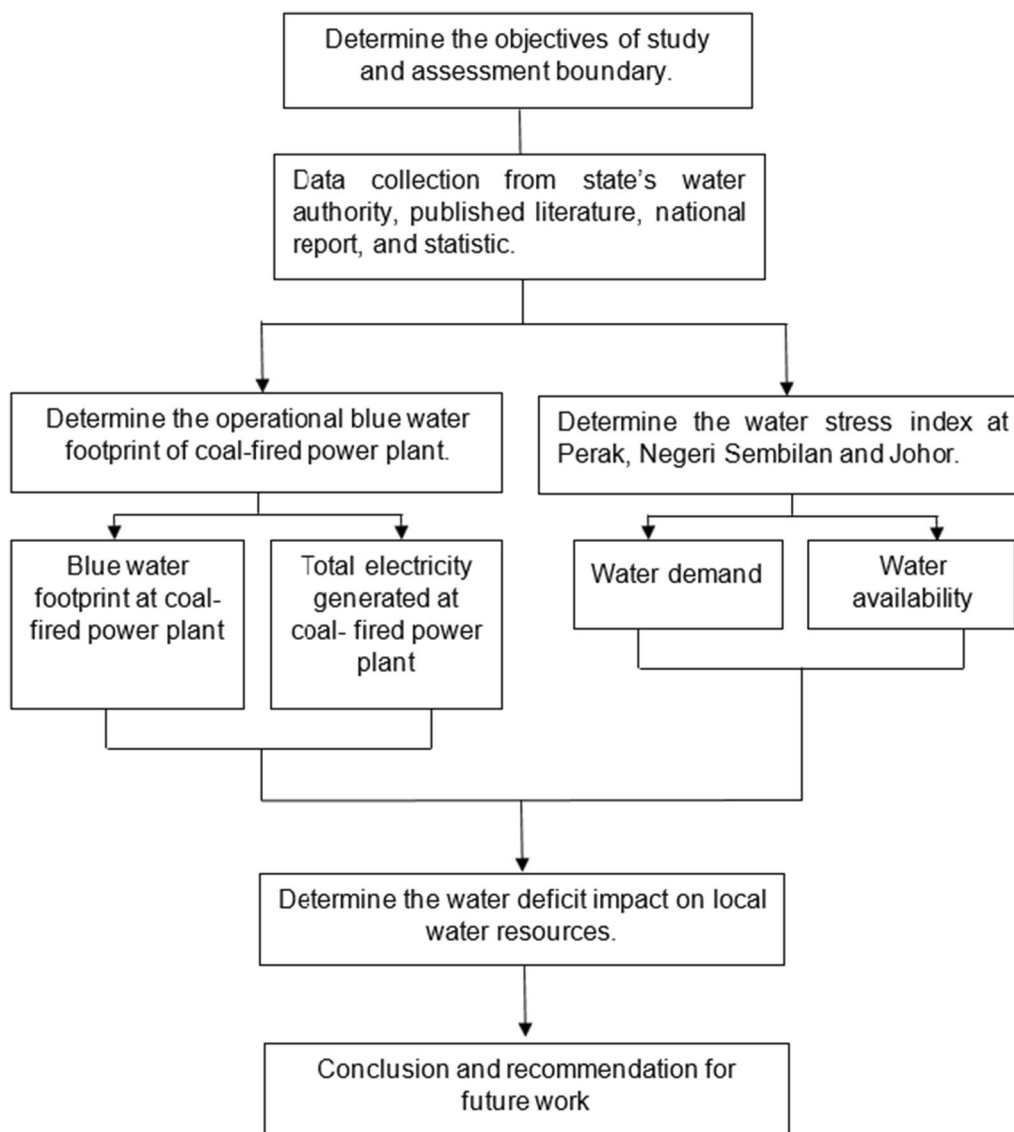 Determine the objectives of study
and assessment boundary.
Data collection from state's water
authority, published literature, national
report, and statistic.
Determine the operational blue water
footprint of coal-fired power plant.
Determine the water stress index at
Perak, Negeri Sembilan and Johor.
Blue water
footprint at coal-
fired power plant
Total electricity
generated at
coal- fired power
plant
Water demand
Water
availability
Determine the water deficit impact on local
water resources.
Conclusion and recommendation for
future work